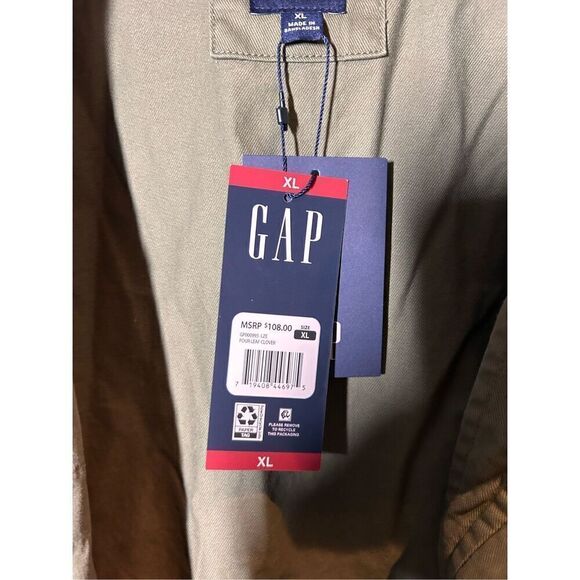 XL
MADE IN
BANGLADESH
XL
GAP
MSRP $108.00
SIZE
XL
FOUR LEAF CLOVER
7 19408 44697 5
PAPER
TAG
PLEASE REMOVE
TO RECYCLE
THIS PACKAGING
XL